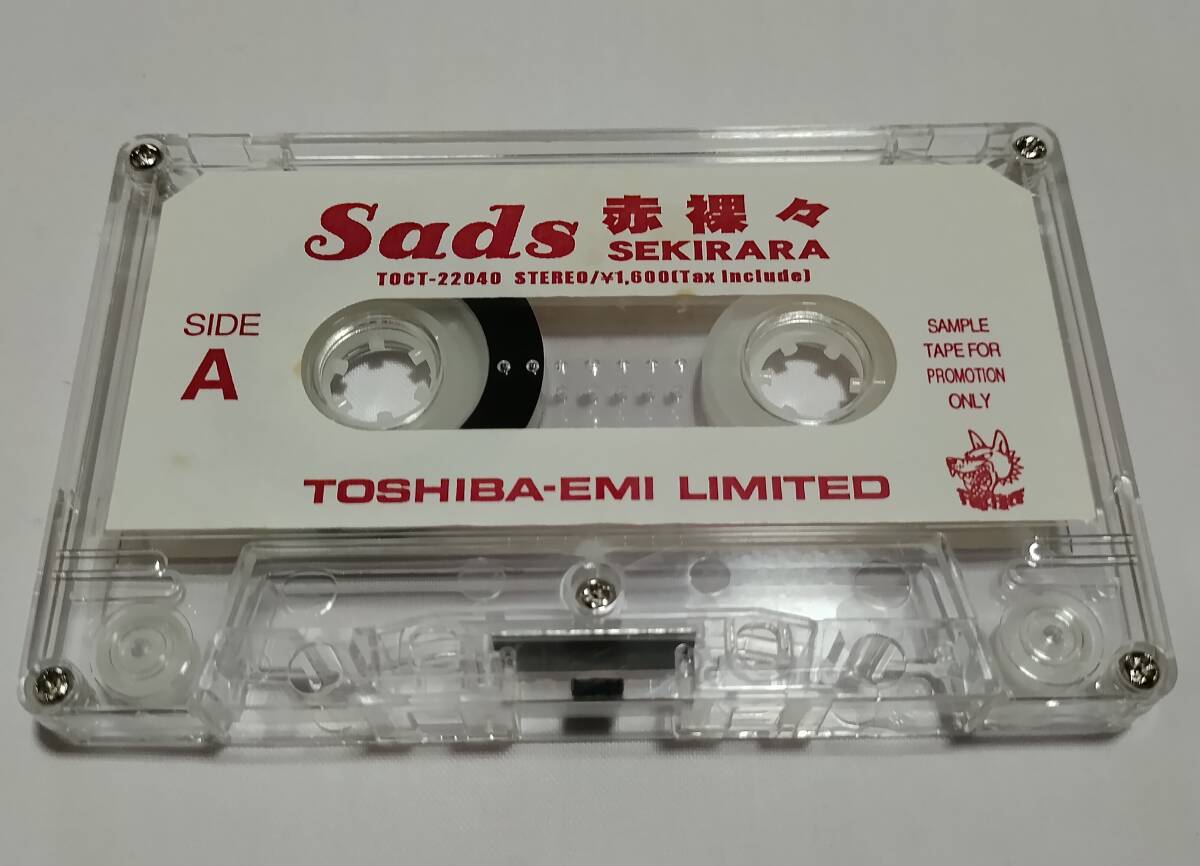 Sads 赤裸々
SEKIRARA
TOCT-22040 STEREO/¥1,600(Tax Include)
SIDE
A
SAMPLE
TAPE FOR
PROMOTION
ONLY
TOSHIBA-EMI LIMITED